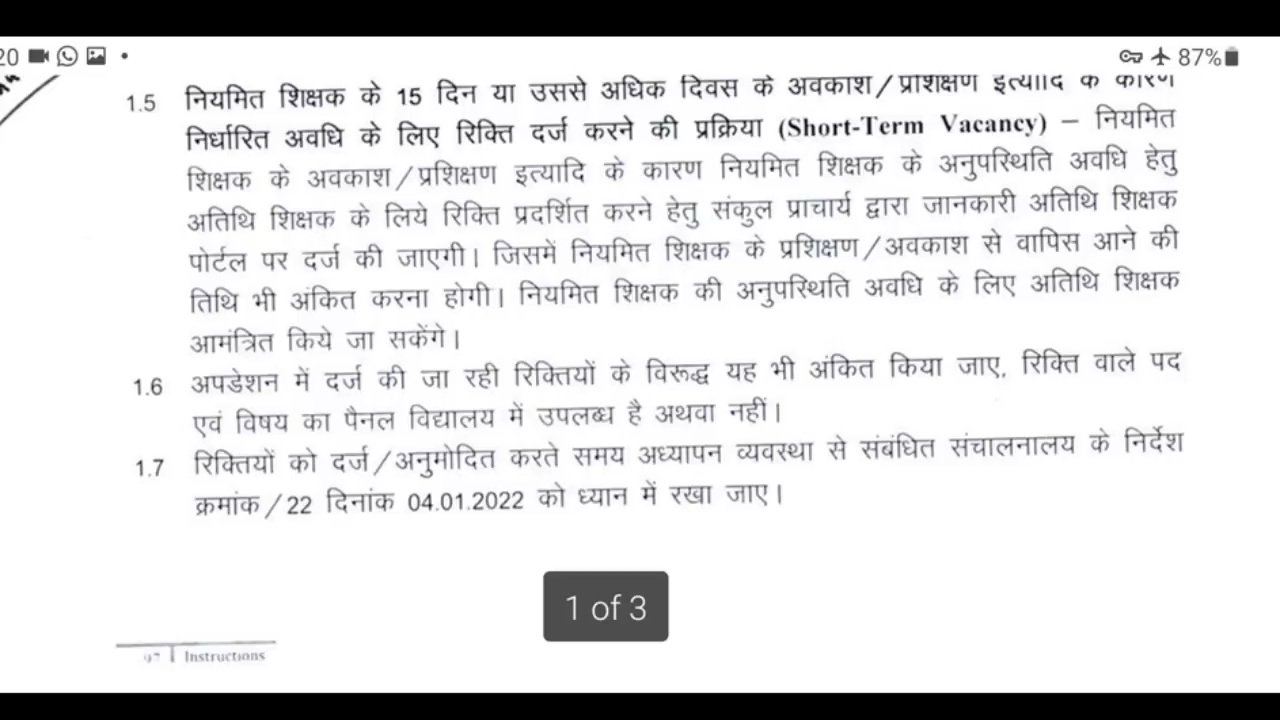 20
87%
1.5 नियमित शिक्षक के 15 दिन या उससे अधिक दिवस के अवकाश/प्रशिक्षण इत्यादि के कारण
निर्धारित अवधि के लिए रिक्ति दर्ज करने की प्रक्रिया (Short-Term Vacancy) – नियमित
शिक्षक के अवकाश/प्रशिक्षण इत्यादि के कारण नियमित शिक्षक के अनुपस्थिति अवधि हेतु
अतिथि शिक्षक के लिये रिक्ति प्रदर्शित करने हेतु संकुल प्राचार्य द्वारा जानकारी अतिथि शिक्षक
पोर्टल पर दर्ज की जाएगी। जिसमें नियमित शिक्षक के प्रशिक्षण/अवकाश से वापिस आने की
तिथि भी अंकित करना होगी। नियमित शिक्षक की अनुपस्थिति अवधि के लिए अतिथि शिक्षक
आमंत्रित किये जा सकेंगे।
1.6 अपडेशन में दर्ज की जा रही रिक्तियों के विरूद्ध यह भी अंकित किया जाए, रिक्ति वाले पद
एवं विषय का पैनल विद्यालय में उपलब्ध है अथवा नहीं।
1.7 रिक्तियों को दर्ज/अनुमोदित करते समय अध्यापन व्यवस्था से संबंधित संचालनालय के निर्देश
क्रमांक/22 दिनांक 04.01.2022 को ध्यान में रखा जाए।
1 of 3
Instructions